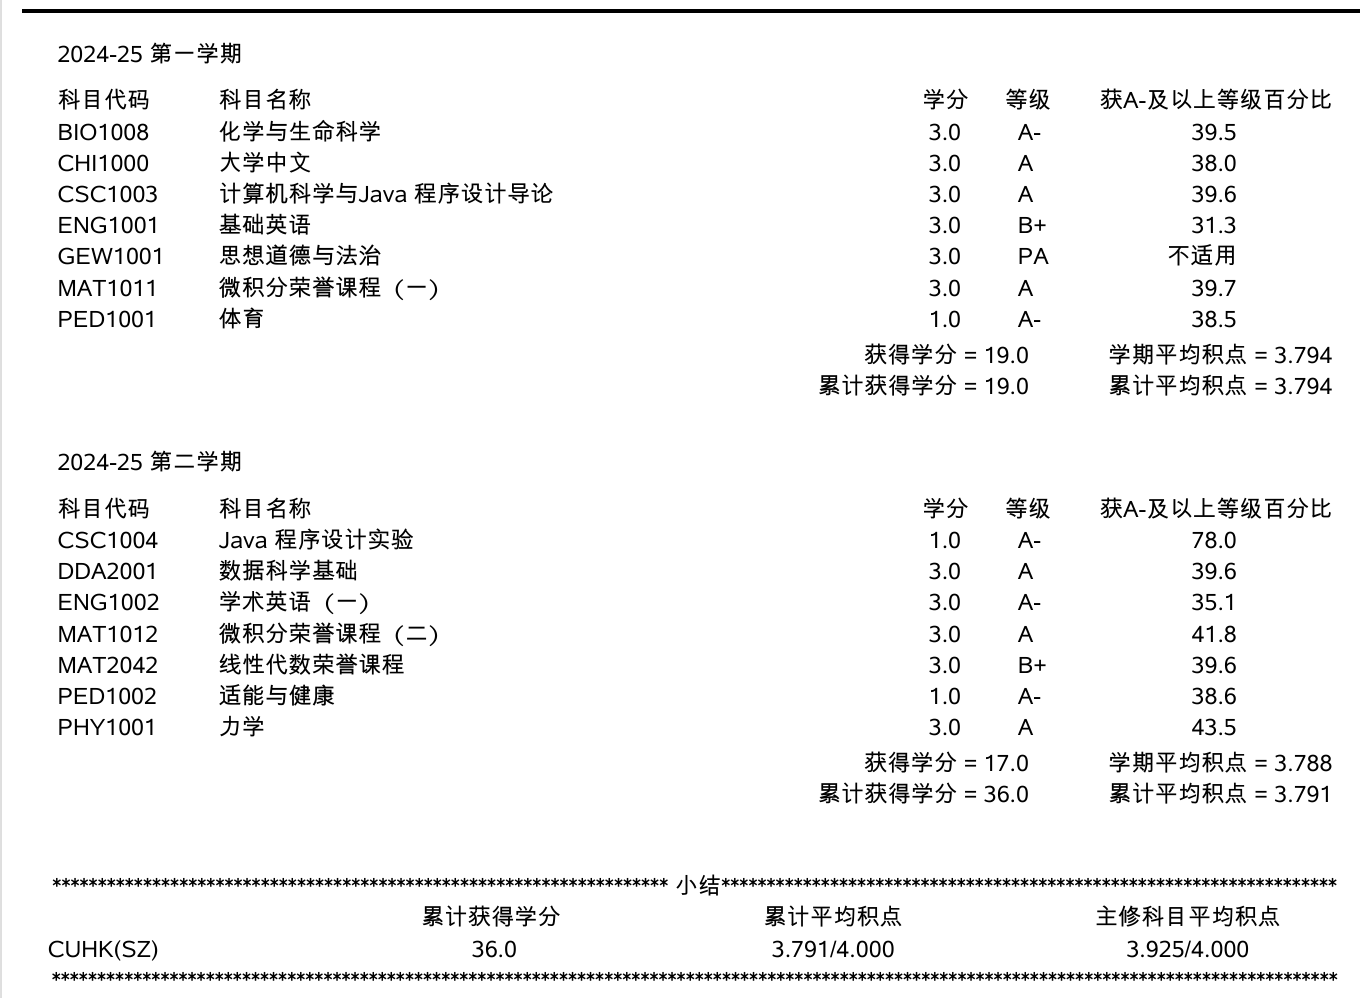 2024-25 第一学期
科目代码 科目名称 学分 等级 获A-及以上等级百分比
BIO1008 化学与生命科学 3.0 A- 39.5
CHI1000 大学中文 3.0 A 38.0
CSC1003 计算机科学与Java 程序设计导论 3.0 A 39.6
ENG1001 基础英语 3.0 B+ 31.3
GEW1001 思想道德与法治 3.0 PA 不适用
MAT1011 微积分荣誉课程（一） 3.0 A 39.7
PED1001 体育 1.0 A- 38.5
获得学分 = 19.0 学期平均积点 = 3.794
累计获得学分 = 19.0 累计平均积点 = 3.794
2024-25 第二学期
科目代码 科目名称 学分 等级 获A-及以上等级百分比
CSC1004 Java 程序设计实验 1.0 A- 78.0
DDA2001 数据科学基础 3.0 A 39.6
ENG1002 学术英语（一） 3.0 A- 35.1
MAT1012 微积分荣誉课程（二） 3.0 A 41.8
MAT2042 线性代数荣誉课程 3.0 B+ 39.6
PED1002 适能与健康 1.0 A- 38.6
PHY1001 力学 3.0 A 43.5
获得学分 = 17.0 学期平均积点 = 3.788
累计获得学分 = 36.0 累计平均积点 = 3.791
小结
累计获得学分 累计平均积点 主修科目平均积点
CUHK(SZ) 36.0 3.791/4.000 3.925/4.000